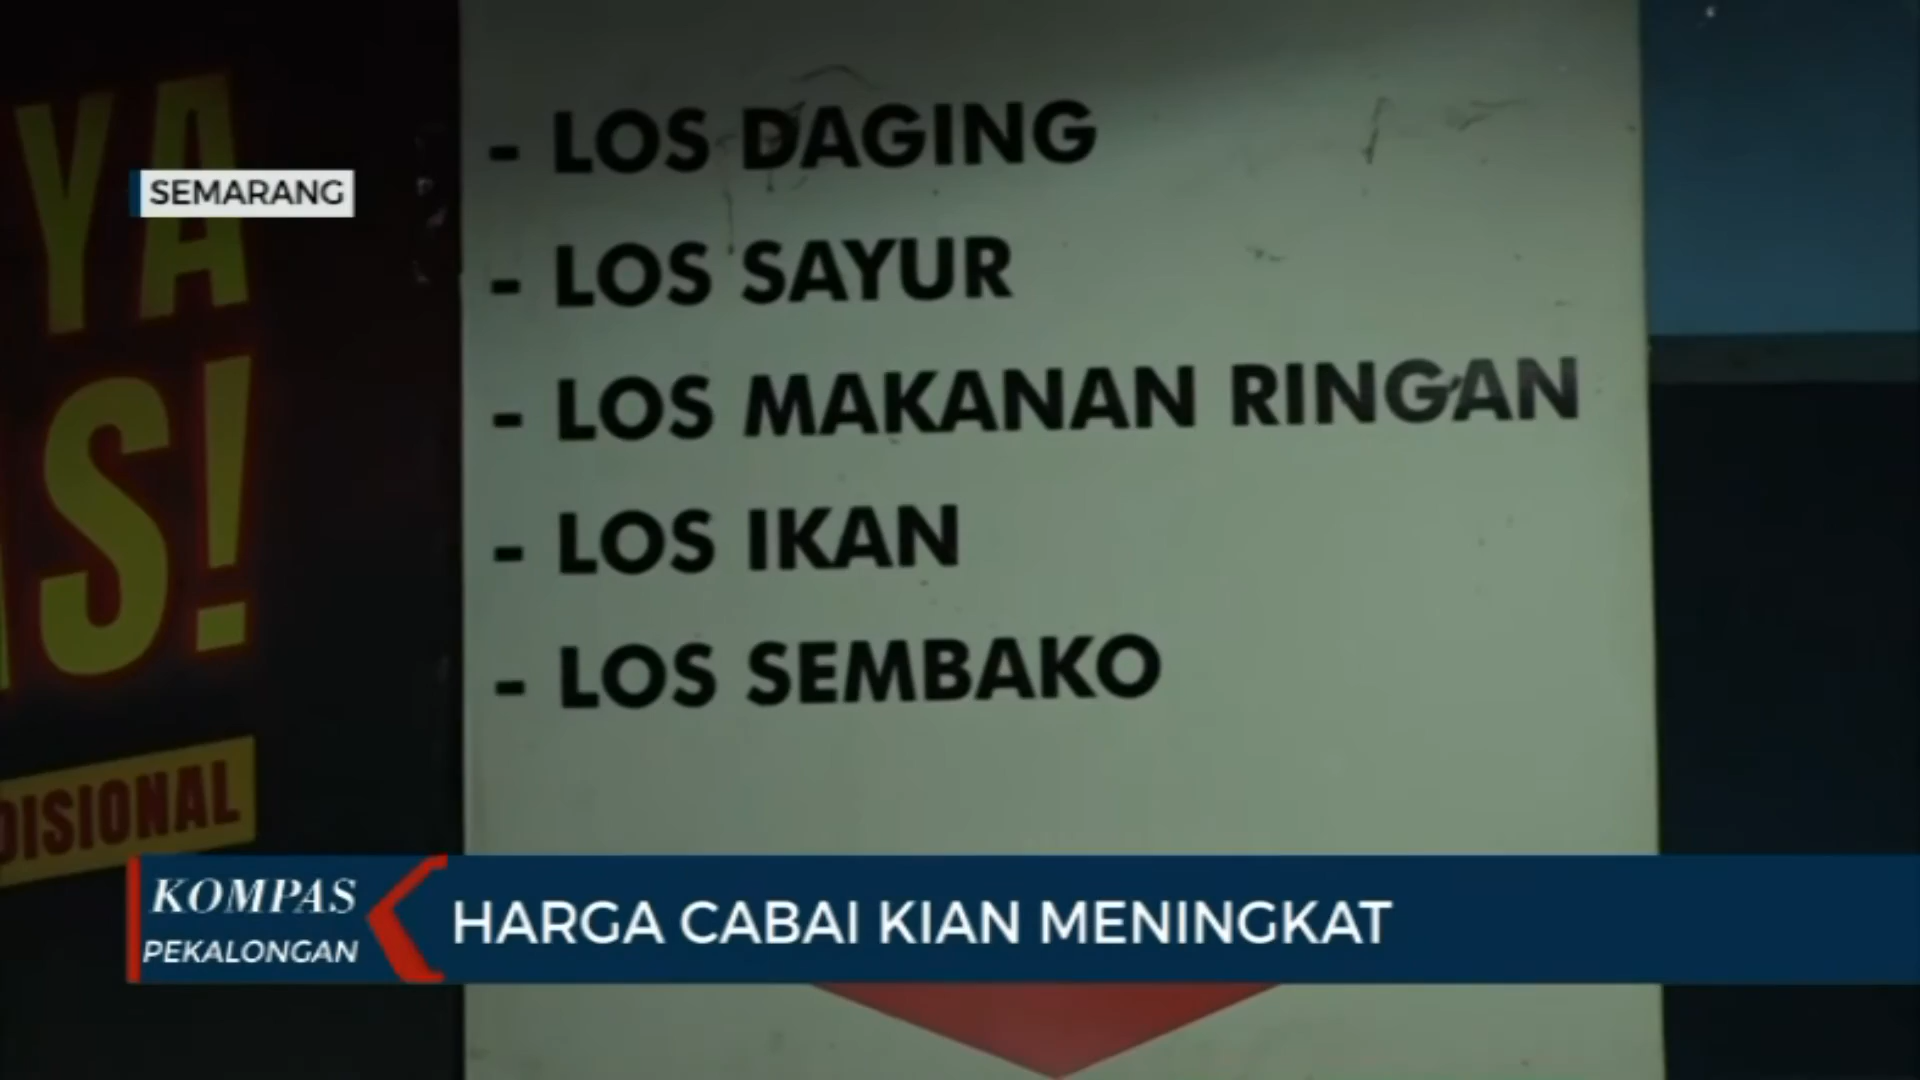 YA
S!
SEMARANG
- LOS DAGING
- LOS SAYUR
- LOS MAKANAN RINGAN
- LOS IKAN
- LOS SEMBAKO
DISIONAL
KOMPAS
PEKALONGAN
HARGA CABAI KIAN MENINGKAT